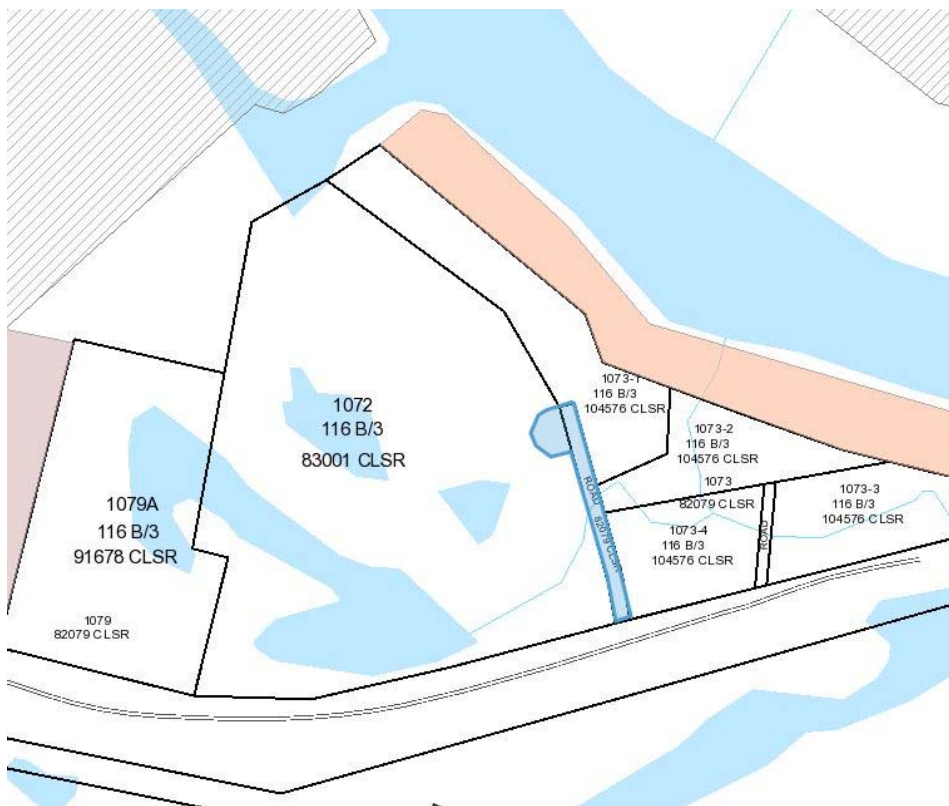 1072
116 B/3
83001 CLSR
1079A
116 B/3
91678 CLSR
1079
82079 CLSR
1073-1
116 B/3
104576 CLSR
1073-2
116 B/3
104576 CLSR
1073
82079 CLSR
1073-3
116 B/3
104576 CLSR
1073-4
116 B/3
104576 CLSR
ROAD
ROAD 82079 CLSR